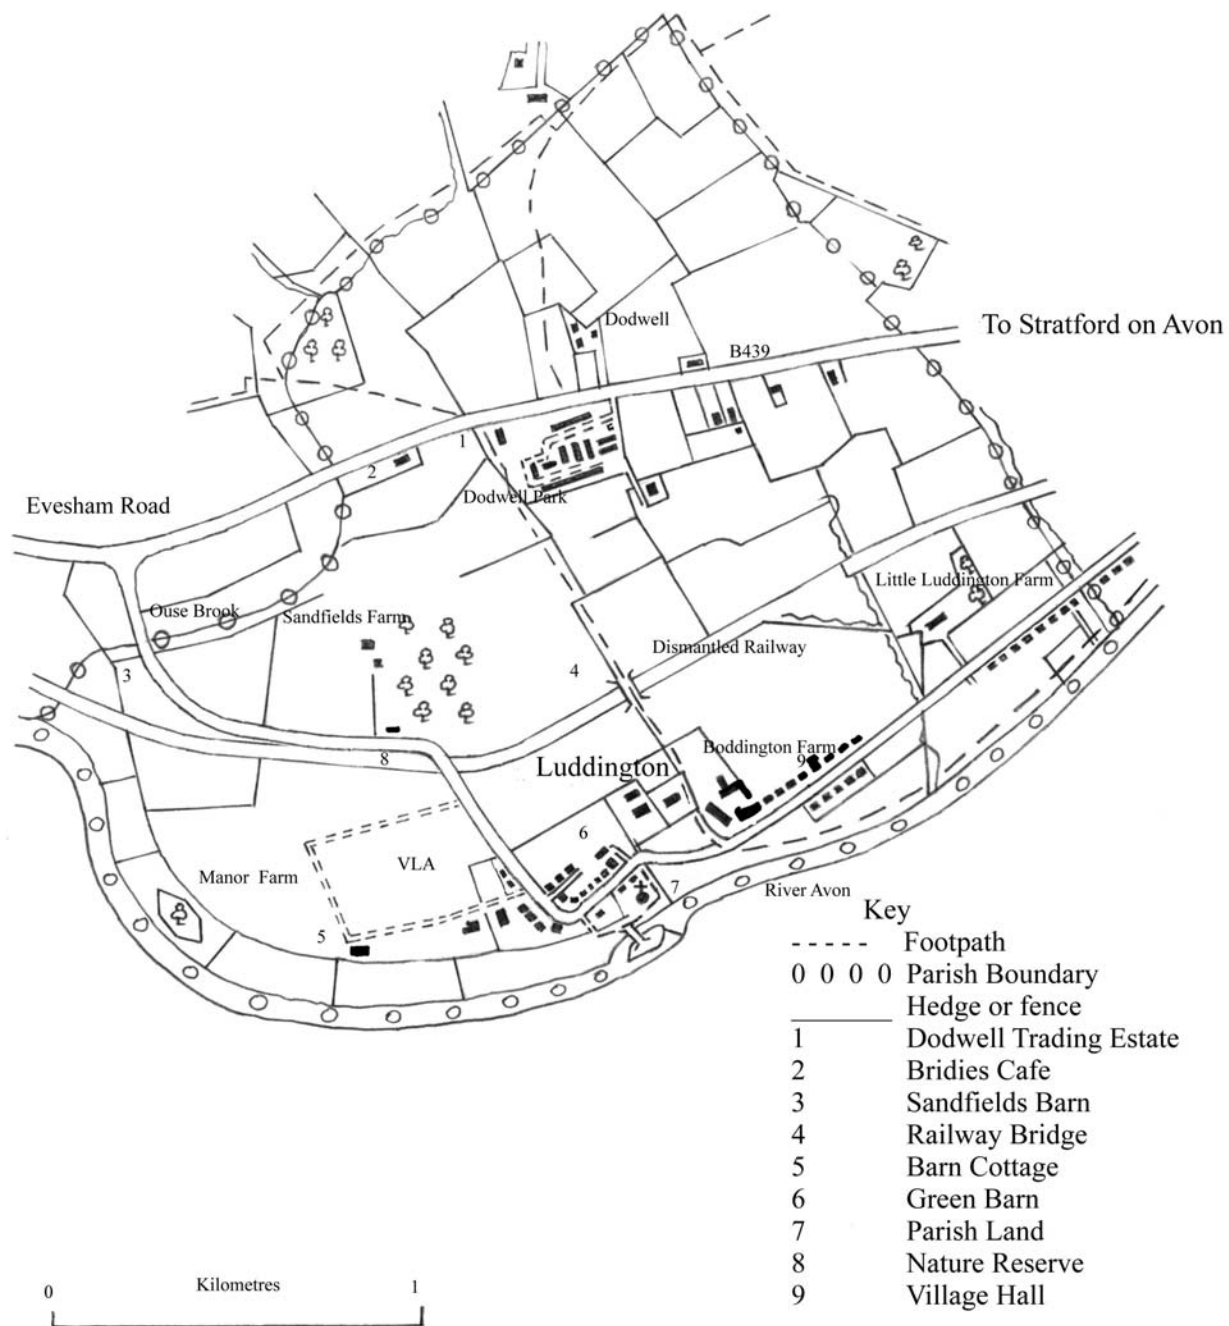 Dodwell
To Stratford on Avon
B439
1
2
Dodwell Park
Evesham Road
Little Luddington Farm
Ouse Brook
Sandfields Farm
Dismantled Railway
3
4
Boddington Farm
8
Luddington
9
6
VLA
Manor Farm
7
River Avon
5
Key
Footpath
0 0 0 0 Parish Boundary
Hedge or fence
1 Dodwell Trading Estate
2 Bridies Cafe
3 Sandfields Barn
4 Railway Bridge
5 Barn Cottage
6 Green Barn
7 Parish Land
8 Nature Reserve
9 Village Hall
0 Kilometres 1